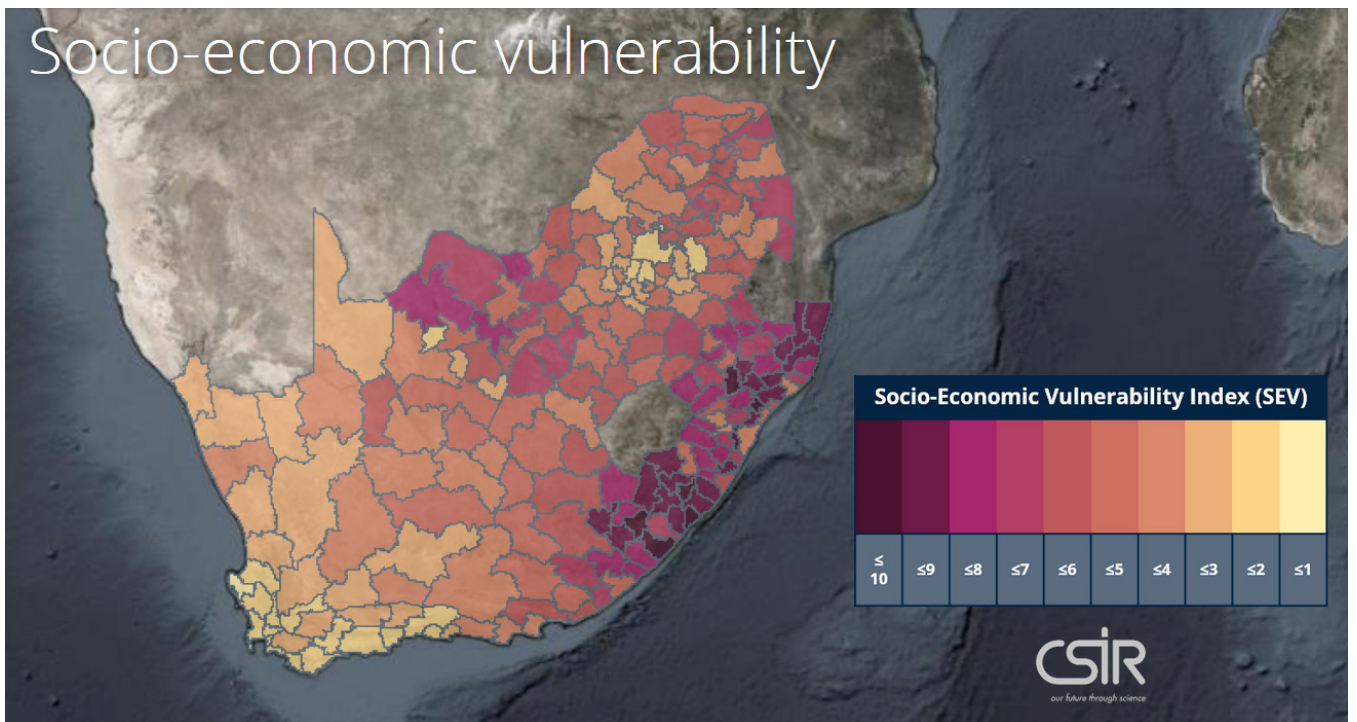 Socio-economic vulnerability
Socio-Economic Vulnerability Index (SEV)
≤
10 ≤9 ≤8 ≤7 ≤6 ≤5 ≤4 ≤3 ≤2 ≤1
CSIR
our future through science